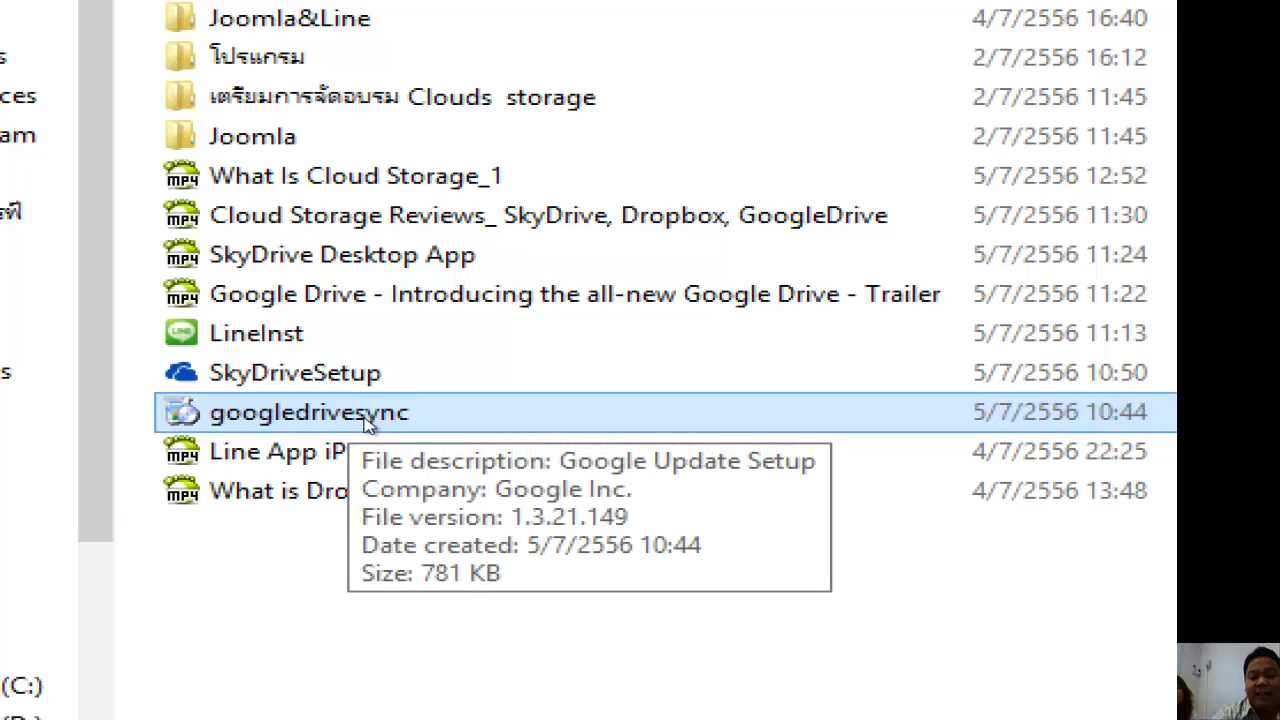 Joomla&Line 4/7/2556 16:40
โปรแกรม 2/7/2556 16:12
s
เตรียมการจัดอบรม Clouds storage 2/7/2556 11:45
ces
Joomla 2/7/2556 11:45
am
What Is Cloud Storage_1 5/7/2556 12:52
Cloud Storage Reviews_ SkyDrive, Dropbox, GoogleDrive 5/7/2556 11:30
SkyDrive Desktop App 5/7/2556 11:24
Google Drive - Introducing the all-new Google Drive - Trailer 5/7/2556 11:22
LineInst 5/7/2556 11:13
SkyDriveSetup 5/7/2556 10:50
s
googledrivesync 5/7/2556 10:44
Line App iP 4/7/2556 22:25
What is Dro 4/7/2556 13:48
File description: Google Update Setup
Company: Google Inc.
File version: 1.3.21.149
Date created: 5/7/2556 10:44
Size: 781 KB
(C:)